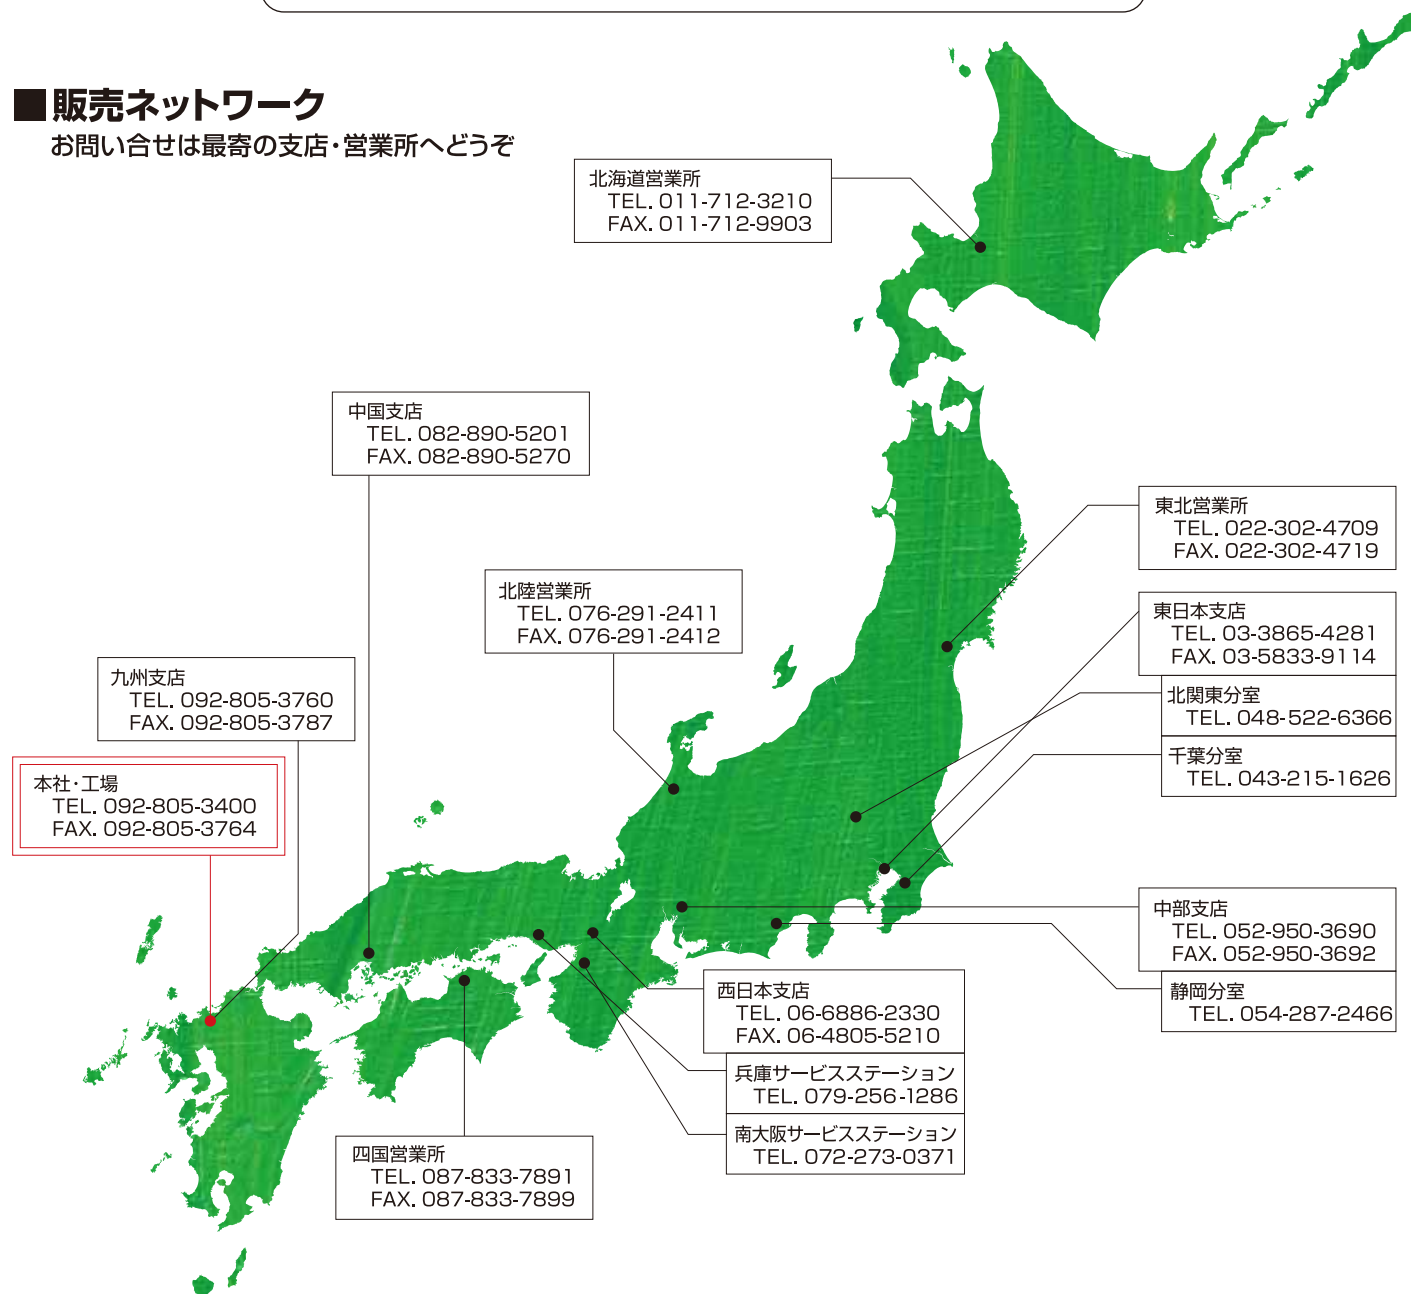 ■販売ネットワーク
お問い合せは最寄の支店・営業所へどうぞ
北海道営業所
TEL. 011-712-3210
FAX. 011-712-9903
中国支店
TEL. 082-890-5201
FAX. 082-890-5270
東北営業所
TEL. 022-302-4709
FAX. 022-302-4719
北陸営業所
TEL. 076-291-2411
FAX. 076-291-2412
東日本支店
TEL. 03-3865-4281
FAX. 03-5833-9114
北関東分室
TEL. 048-522-6366
千葉分室
TEL. 043-215-1626
九州支店
TEL. 092-805-3760
FAX. 092-805-3787
本社・工場
TEL. 092-805-3400
FAX. 092-805-3764
中部支店
TEL. 052-950-3690
FAX. 052-950-3692
静岡分室
TEL. 054-287-2466
西日本支店
TEL. 06-6886-2330
FAX. 06-4805-5210
兵庫サービスステーション
TEL. 079-256-1286
南大阪サービスステーション
TEL. 072-273-0371
四国営業所
TEL. 087-833-7891
FAX. 087-833-7899